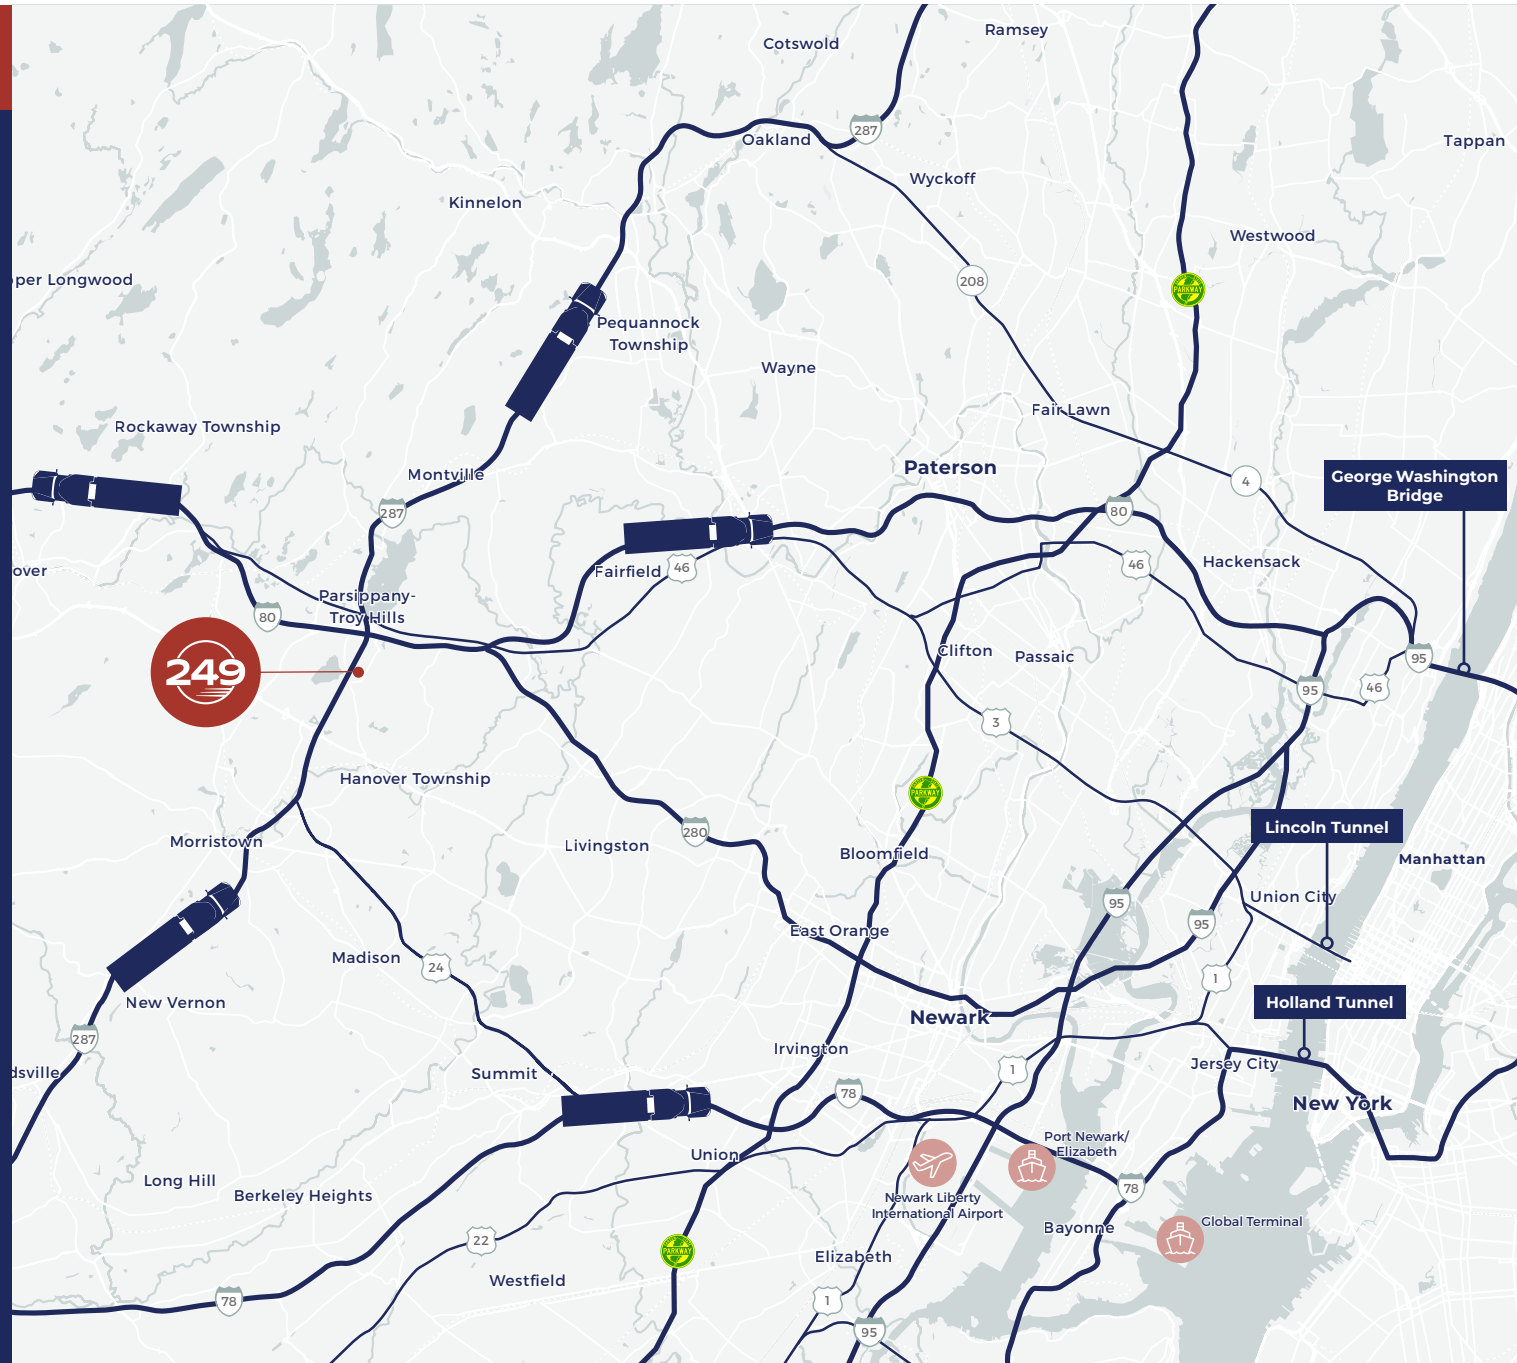 Ramsey
Cotswold
287
Oakland
Tappan
Wyckoff
Kinnelon
Westwood
per Longwood
208
PARKWAY
Pequannock
Township
Wayne
Fair Lawn
Rockaway Township
Paterson
Montville
4
George Washington
Bridge
287
80
Fairfield
46
46
Hackensack
over
Parsippany-
Troy Hills
80
249
Clifton
Passaic
95
95
46
3
Hanover Township
PARKWAY
280
Lincoln Tunnel
Morristown
Livingston
Bloomfield
Manhattan
Union City
95
95
East Orange
Madison
24
1
New Vernon
Holland Tunnel
Newark
287
Irvington
Jersey City
dsville
Summit
1
78
New York
Port Newark/
Elizabeth
Union
Long Hill
Berkeley Heights
78
Newark Liberty
International Airport
Bayonne
Global Terminal
22
PARKWAY
Elizabeth
Westfield
78
1
95